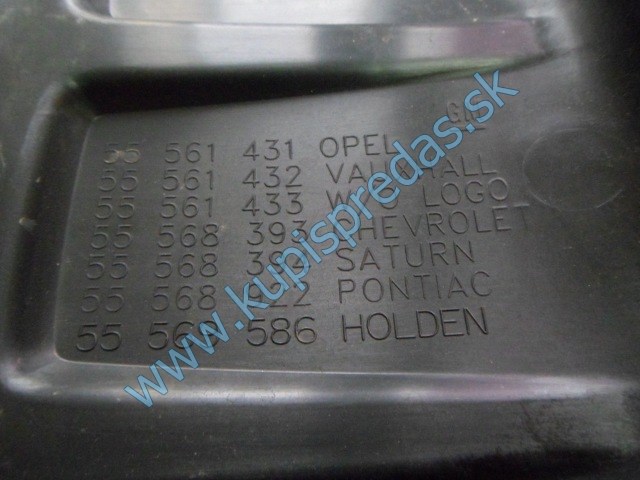 GM
55 561 431 OPEL
55 561 432 VAUXHALL
55 561 433 W/O LOGO
55 568 393 CHEVROLET
55 568 SATURN
55 568 PONTIAC
55 586 HOLDEN
www.kupispredas.sk